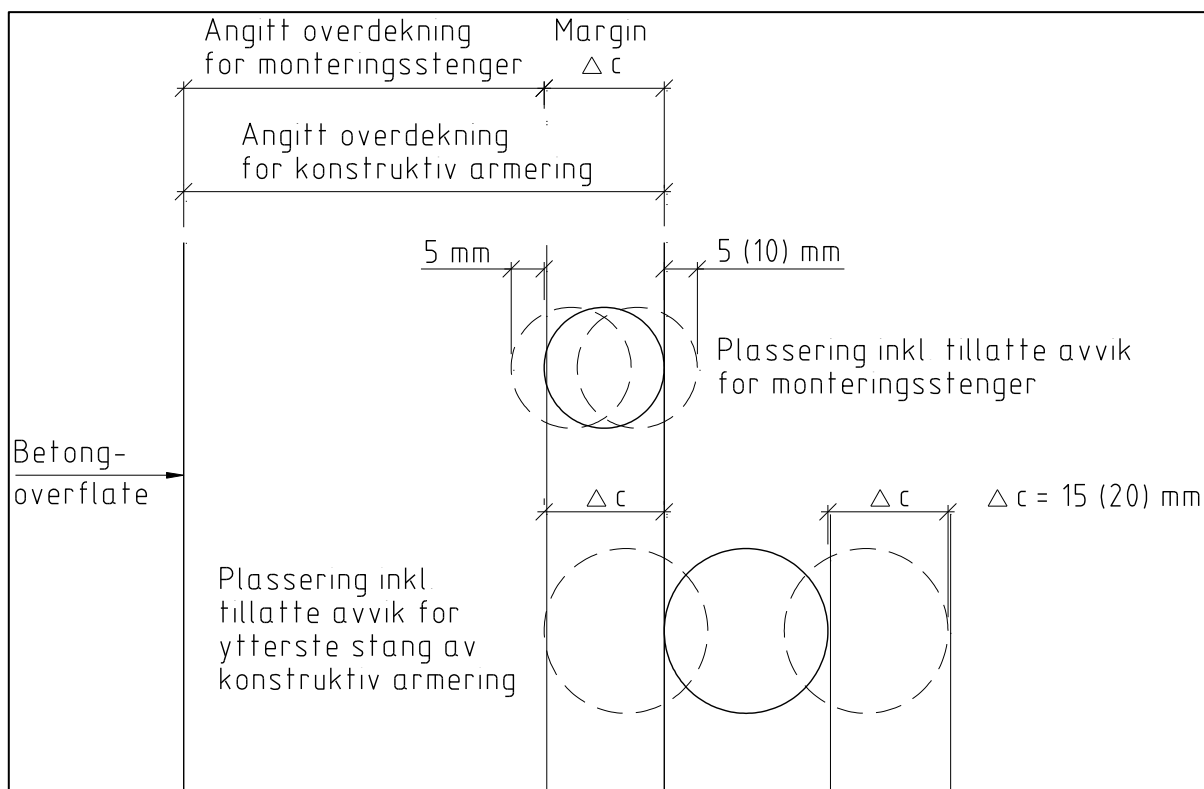 Angitt overdekning
for monteringsstenger
Margin
△ c
Angitt overdekning
for konstruktiv armering
5 mm
5 (10) mm
Plassering inkl. tillatte avvik
for monteringsstenger
Betong-
overflate
△ c
△ c
△ c = 15 (20) mm
Plassering inkl.
tillatte avvik for
ytterste stang av
konstruktiv armering